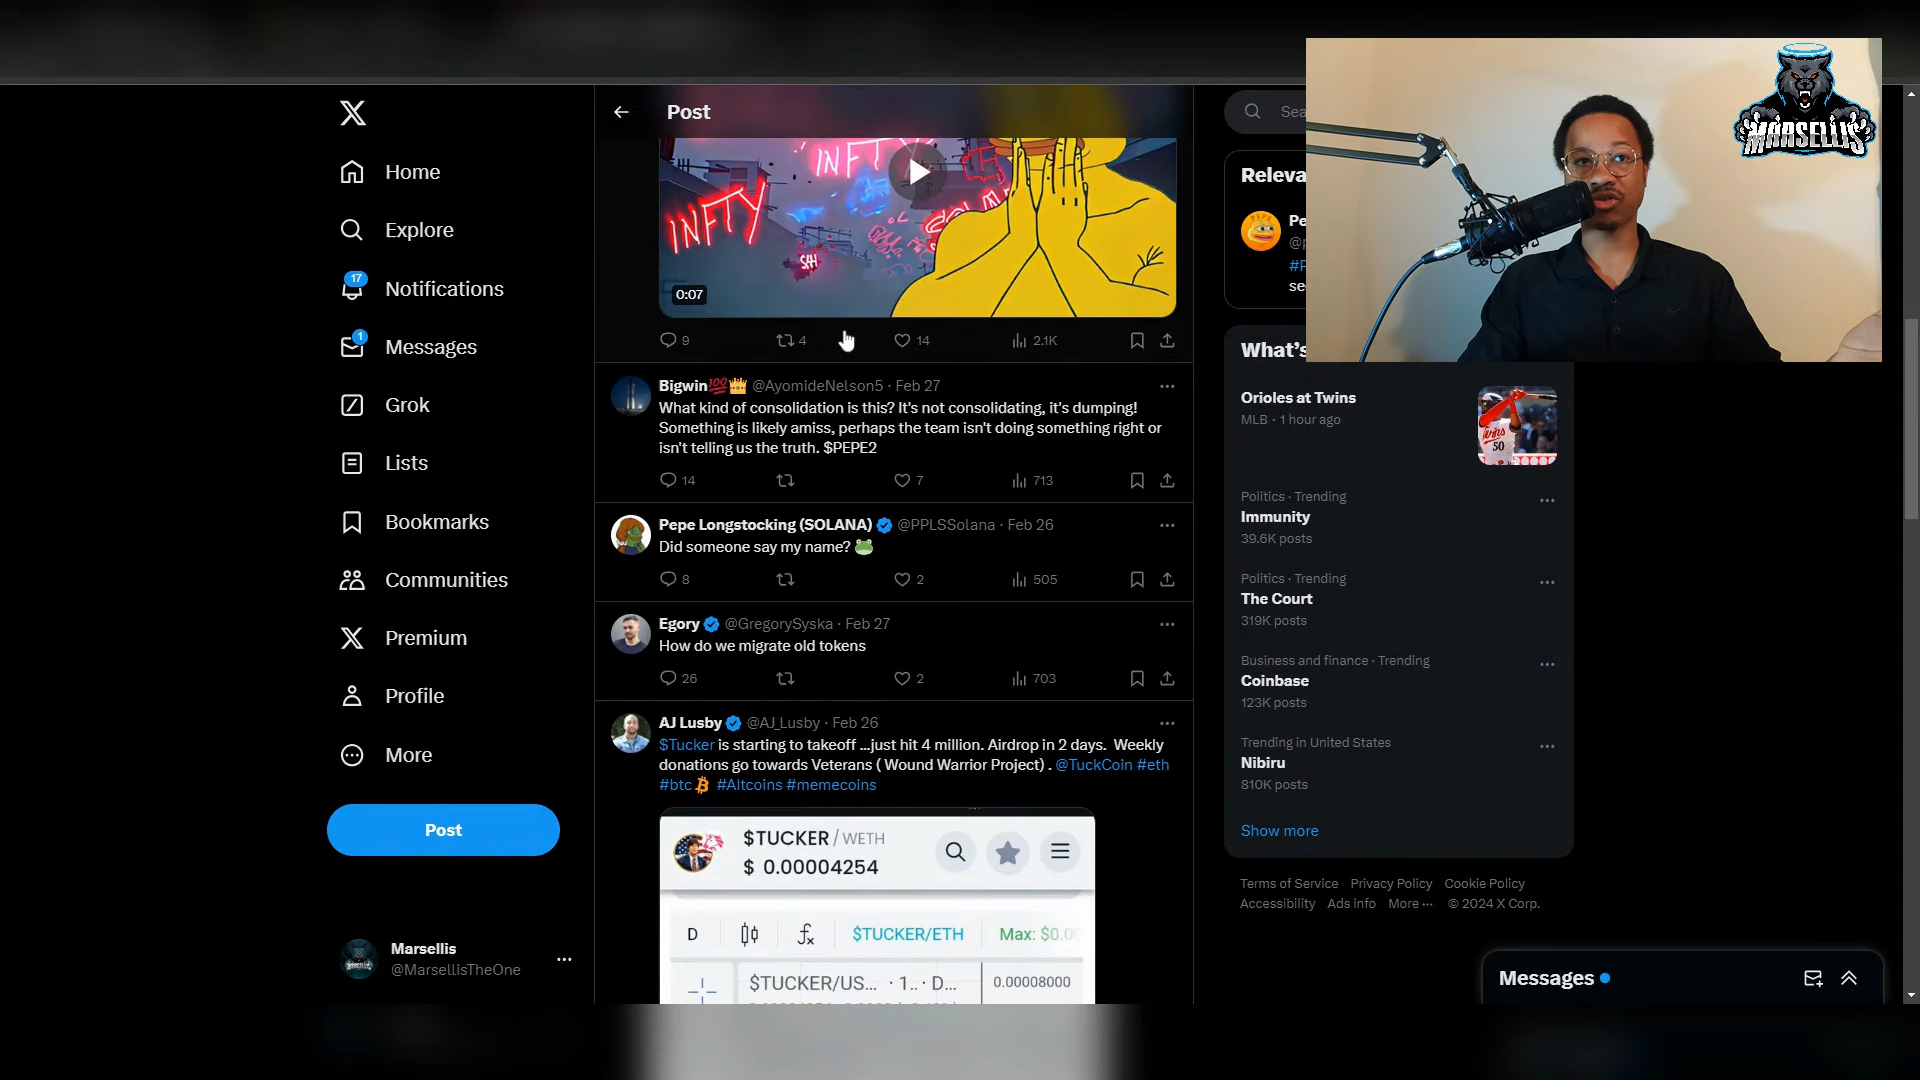 Home
Explore
17
Notifications
1
Messages
Grok
Lists
Bookmarks
Communities
Premium
Profile
More
Post
Marsellis
@MarsellisTheOne
Post
INFTY
INFTY
0:07
9
4
14
2.1K
Bigwin💯👑 @AyomideNelson5 · Feb 27
What kind of consolidation is this? It's not consolidating, it's dumping!
Something is likely amiss, perhaps the team isn't doing something right or
isn't telling us the truth. $PEPE2
14
7
713
Pepe Longstocking (SOLANA) @PPLSSolana · Feb 26
Did someone say my name? 🐸
8
2
505
Egory @GregorySyska · Feb 27
How do we migrate old tokens
26
2
703
AJ Lusby @AJ_Lusby · Feb 26
$Tucker is starting to takeoff ...just hit 4 million. Airdrop in 2 days. Weekly
donations go towards Veterans ( Wound Warrior Project) . @TuckCoin #eth
#btc #Altcoins #memecoins
$TUCKER / WETH
$ 0.00004254
D
$TUCKER/ETH
Max: $0.00
$TUCKER/US... · 1.. · D...
0.00008000
Sea
Releva
Pe
@
#F
se
What's
Orioles at Twins
MLB · 1 hour ago
Politics · Trending
Immunity
39.6K posts
Politics · Trending
The Court
319K posts
Business and finance · Trending
Coinbase
123K posts
Trending in United States
Nibiru
810K posts
Show more
Terms of Service Privacy Policy Cookie Policy
Accessibility Ads info More ··· © 2024 X Corp.
Messages
MARSELLIS